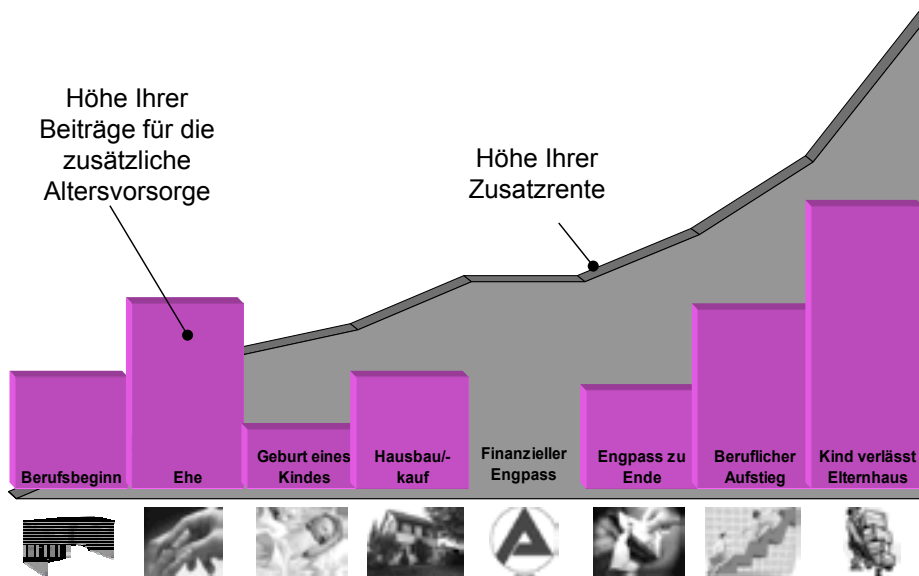 Höhe Ihrer
Beiträge für die
zusätzliche
Altersvorsorge
Höhe Ihrer
Zusatzrente
Berufsbeginn
Ehe
Geburt eines
Kindes
Hausbau/-
kauf
Finanzieller
Engpass
Engpass zu
Ende
Beruflicher
Aufstieg
Kind verlässt
Elternhaus